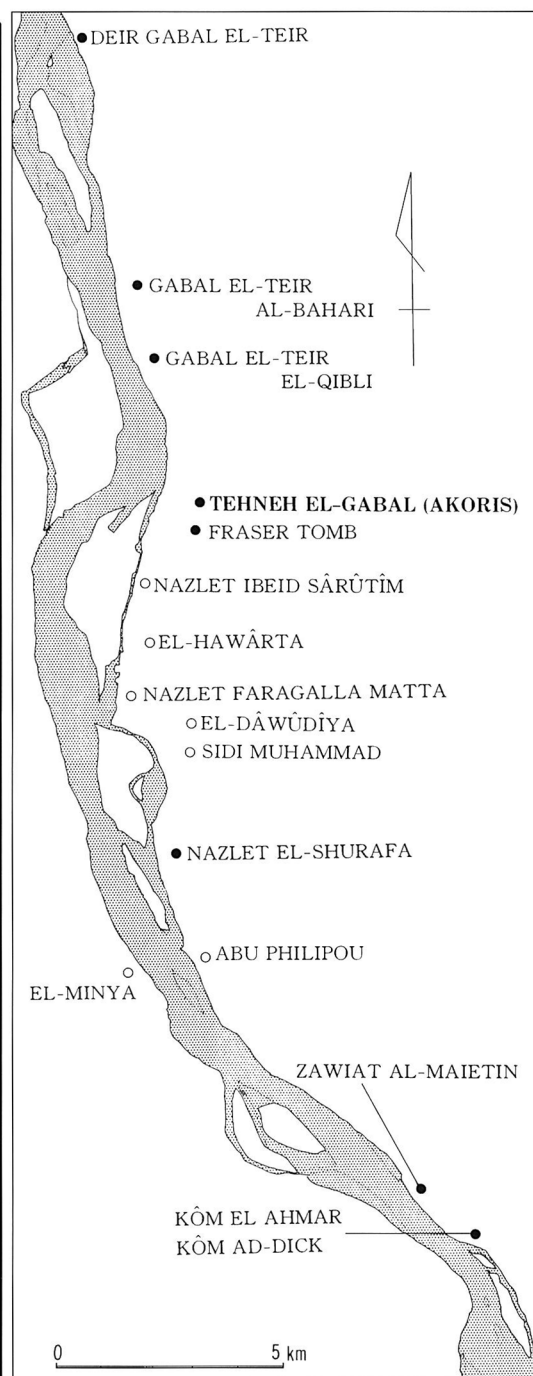 DEIR GABAL EL-TEIR
GABAL EL-TEIR
AL-BAHARI
GABAL EL-TEIR
EL-QIBLI
TEHNEH EL-GABAL (AKORIS)
FRASER TOMB
NAZLET IBEID SÂRÛTÎM
EL-HAWÂRTA
NAZLET FARAGALLA MATTA
EL-DÂWÛDÎYA
SIDI MUHAMMAD
NAZLET EL-SHURAFA
ABU PHILIPOU
EL-MINYA
ZAWIAT AL-MAIETIN
KÔM EL AHMAR
KÔM AD-DICK
0 5 km